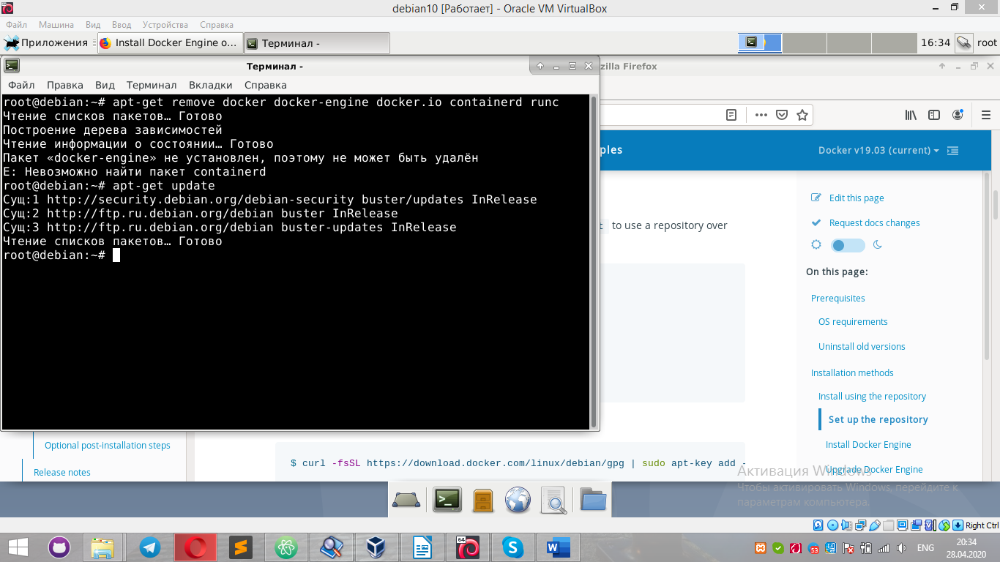 debian10 [Работает] - Oracle VM VirtualBox
Файл Машина Вид Ввод Устройства Справка
Приложения Install Docker Engine o... Терминал - 16:34 root
Терминал - zilla Firefox
Файл Правка Вид Терминал Вкладки Справка
root@debian:~# apt-get remove docker docker-engine docker.io containerd runc
Чтение списков пакетов… Готово
Построение дерева зависимостей
Чтение информации о состоянии… Готово
Пакет «docker-engine» не установлен, поэтому не может быть удалён
E: Невозможно найти пакет containerd
root@debian:~# apt-get update
Сущ:1 http://security.debian.org/debian-security buster/updates InRelease
Сущ:2 http://ftp.ru.debian.org/debian buster InRelease
Сущ:3 http://ftp.ru.debian.org/debian buster-updates InRelease
Чтение списков пакетов… Готово
root@debian:~#
ples Docker v19.03 (current)
t to use a repository over
Edit this page
Request docs changes
On this page:
Prerequisites
OS requirements
Uninstall old versions
Installation methods
Install using the repository
Set up the repository
Install Docker Engine
Upgrade Docker Engine
Optional post-installation steps
Release notes
$ curl -fsSL https://download.docker.com/linux/debian/gpg | sudo apt-key add -
Активация Windows
Чтобы активировать Windows, перейдите к
параметрам компьютера.
Right Ctrl
64
53
ENG
20:34
28.04.2020